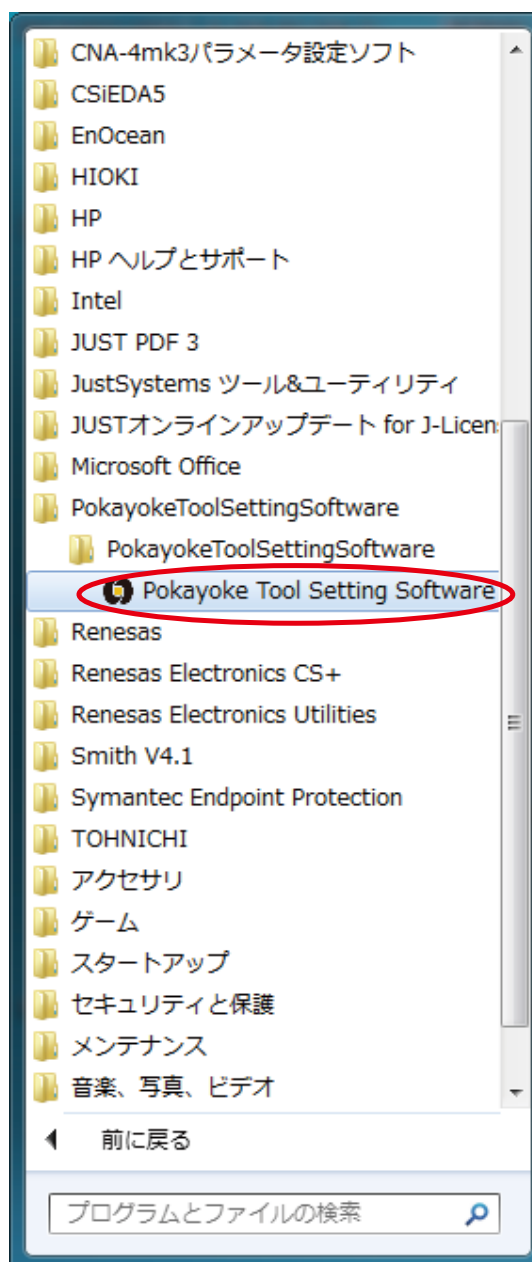 CNA-4mk3パラメータ設定ソフト
CSiEDA5
EnOcean
HIOKI
HP
HP ヘルプとサポート
Intel
JUST PDF 3
JustSystems ツール&ユーティリティ
JUSTオンラインアップデート for J-Licen
Microsoft Office
PokayokeToolSettingSoftware
PokayokeToolSettingSoftware
Pokayoke Tool Setting Software
Renesas
Renesas Electronics CS+
Renesas Electronics Utilities
Smith V4.1
Symantec Endpoint Protection
TOHNICHI
アクセサリ
ゲーム
スタートアップ
セキュリティと保護
メンテナンス
音楽、写真、ビデオ
前に戻る
プログラムとファイルの検索